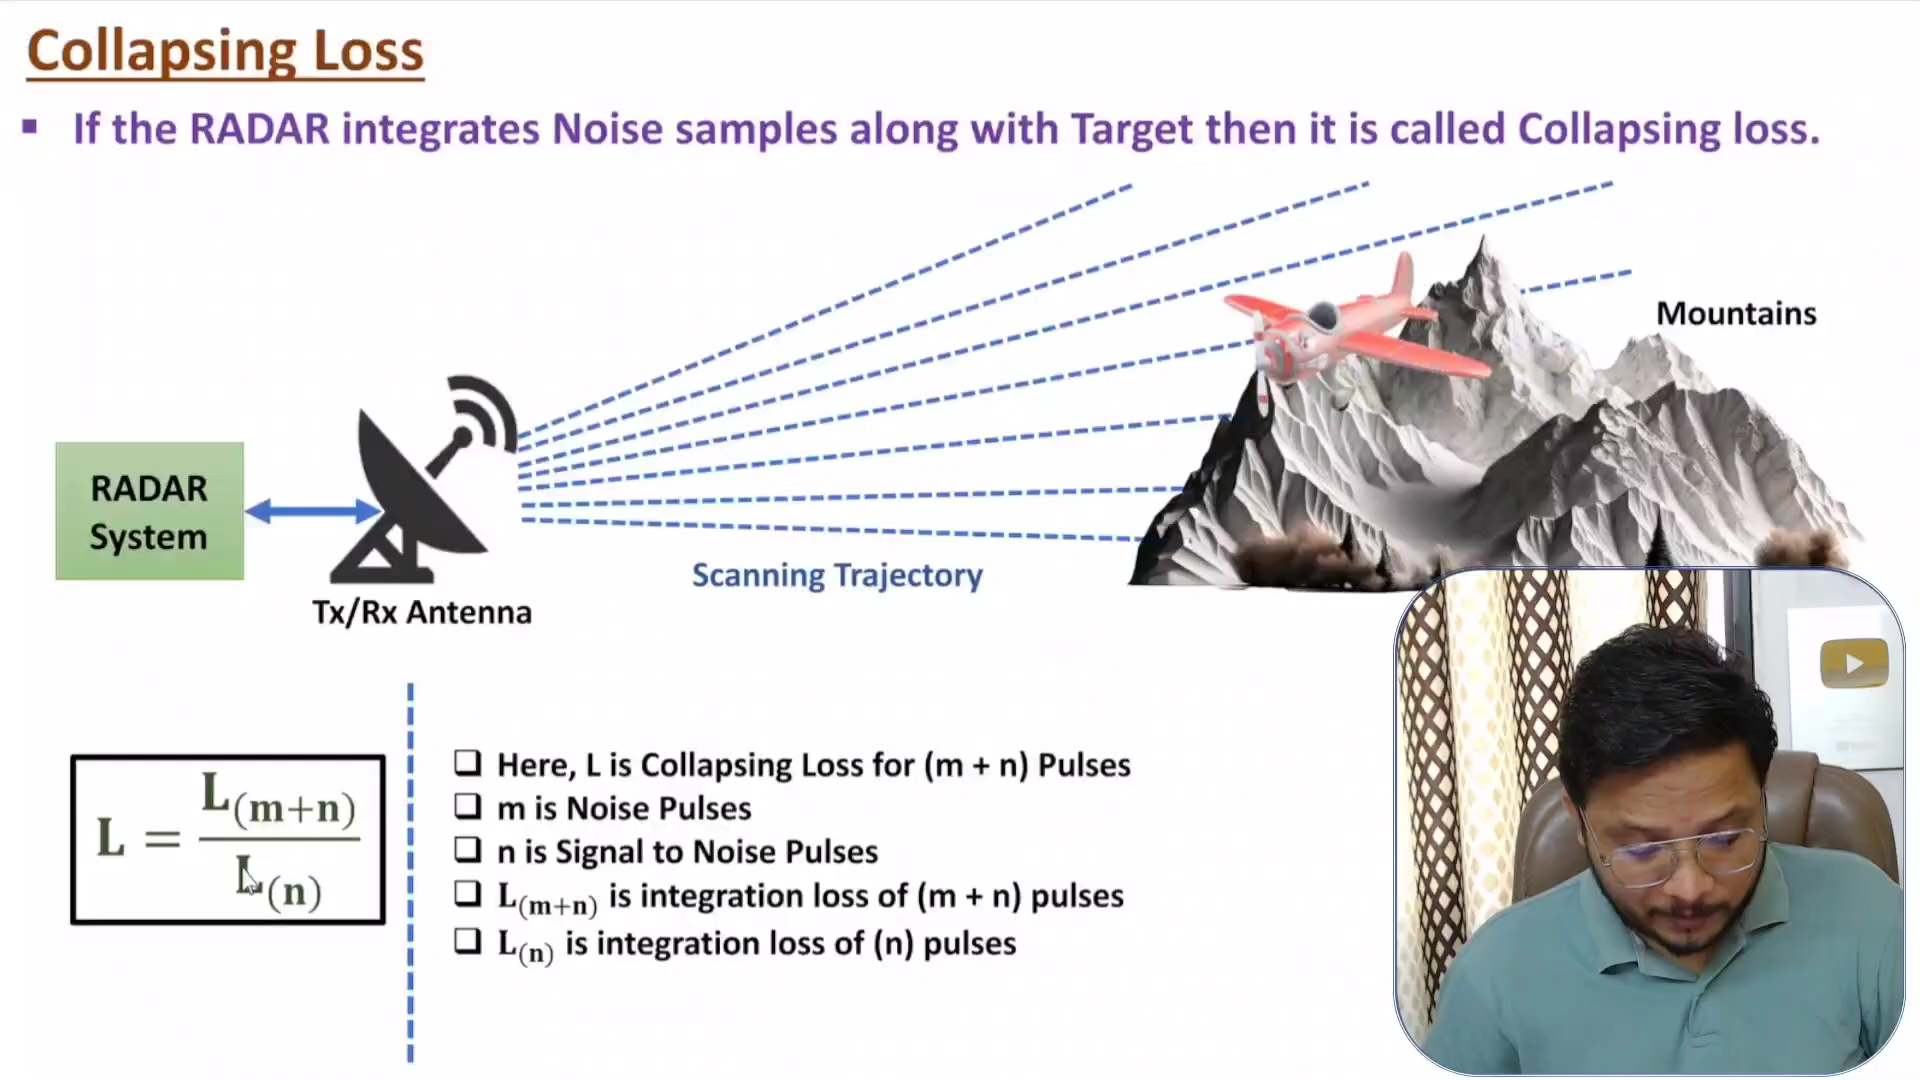 Collapsing Loss
▪ If the RADAR integrates Noise samples along with Target then it is called Collapsing loss.
Mountains
RADAR
System
Scanning Trajectory
Tx/Rx Antenna
L = L(m+n) / L(n)
❑ Here, L is Collapsing Loss for (m + n) Pulses
❑ m is Noise Pulses
❑ n is Signal to Noise Pulses
❑ L(m+n) is integration loss of (m + n) pulses
❑ L(n) is integration loss of (n) pulses